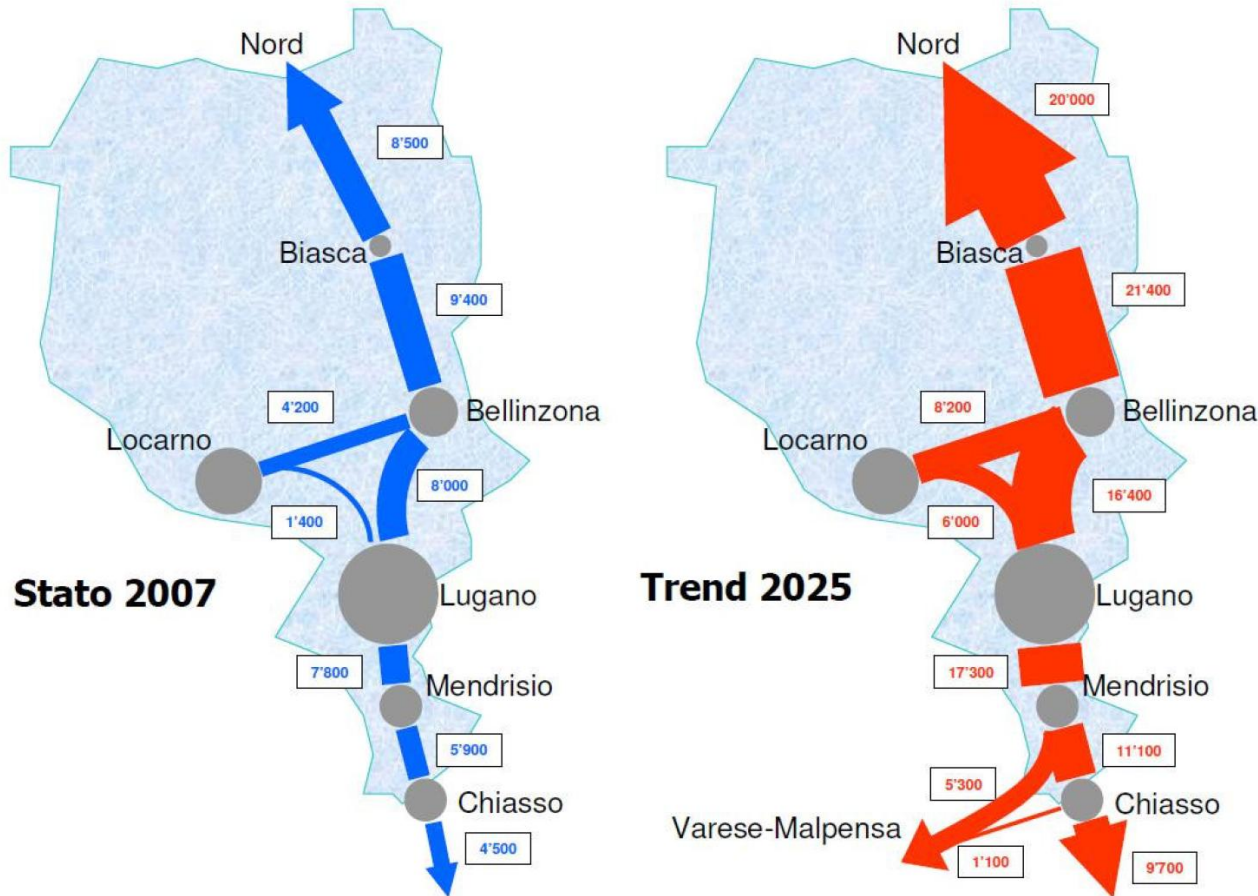 Nord
8'500
Biasca
9'400
4'200
Bellinzona
Locarno
8'000
1'400
Stato 2007
Lugano
7'800
Mendrisio
5'900
Chiasso
4'500
Nord
20'000
Biasca
21'400
8'200
Bellinzona
Locarno
16'400
6'000
Trend 2025
Lugano
17'300
Mendrisio
11'100
5'300
Chiasso
Varese-Malpensa
1'100
9'700